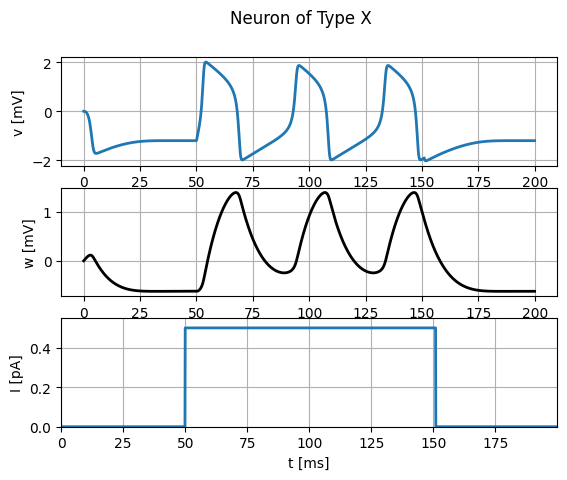 Neuron of Type X
2
0
−2
v [mV]
0 25 50 75 100 125 150 175 200
1
0
w [mV]
0 25 50 75 100 125 150 175 200
0.4
0.2
0.0
I [pA]
0 25 50 75 100 125 150 175
t [ms]